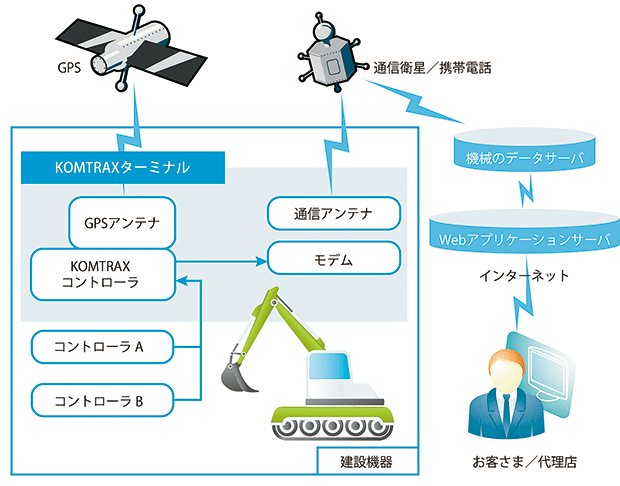 GPS
通信衛星／携帯電話
KOMTRAXターミナル
機械のデータサーバ
GPSアンテナ
通信アンテナ
Webアプリケーションサーバ
KOMTRAX
コントローラ
モデム
インターネット
コントローラ A
コントローラ B
建設機器
お客さま／代理店